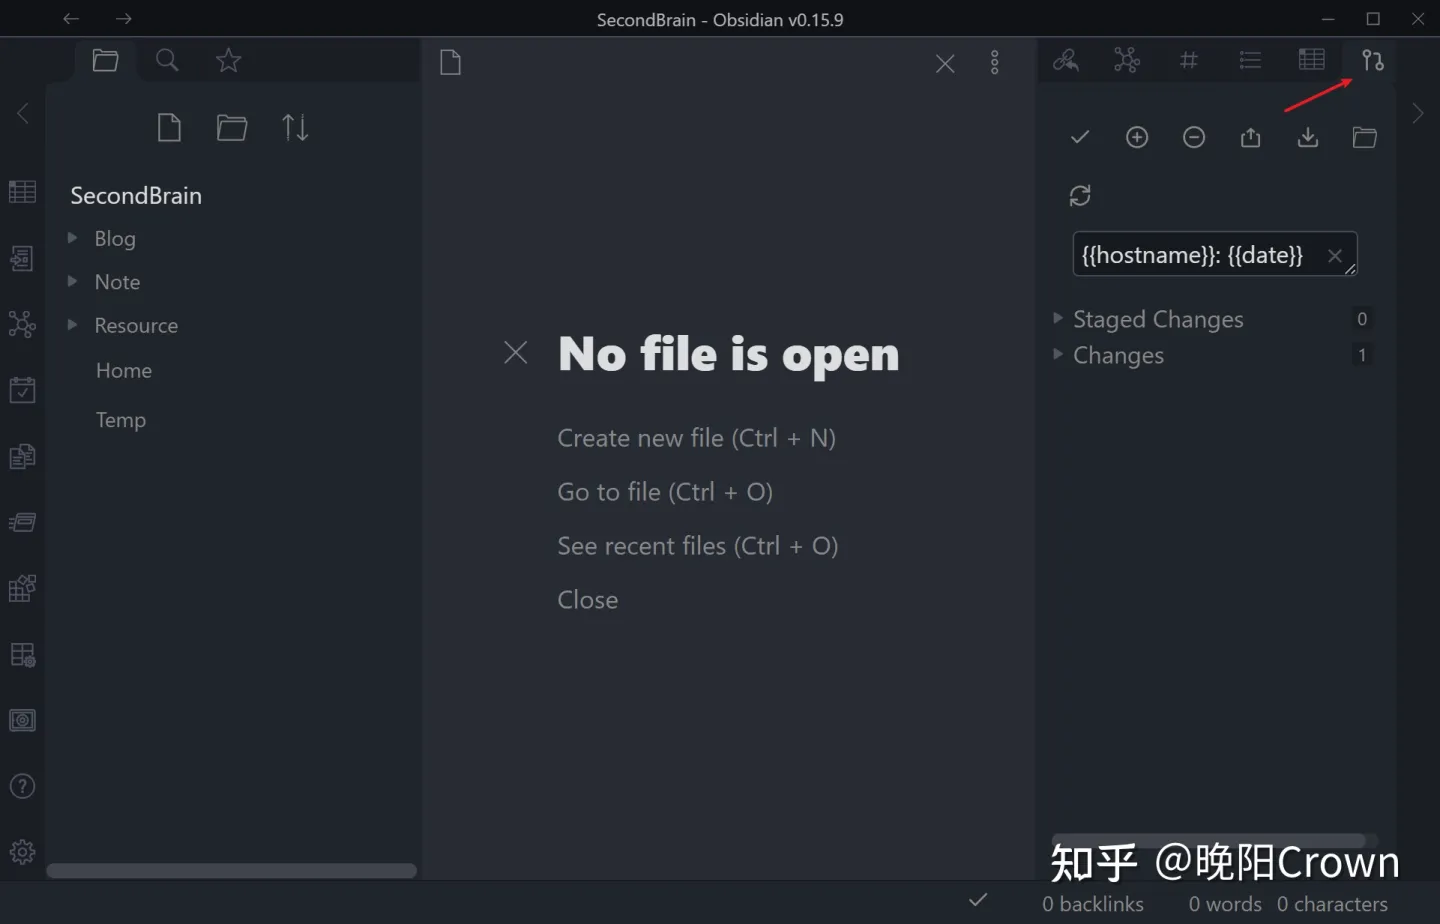 SecondBrain - Obsidian v0.15.9
SecondBrain
Blog
Note
Resource
Home
Temp
No file is open
Create new file (Ctrl + N)
Go to file (Ctrl + O)
See recent files (Ctrl + O)
Close
{{hostname}}: {{date}}
Staged Changes 0
Changes 1
知乎 @晚阳Crown
0 backlinks 0 words 0 characters